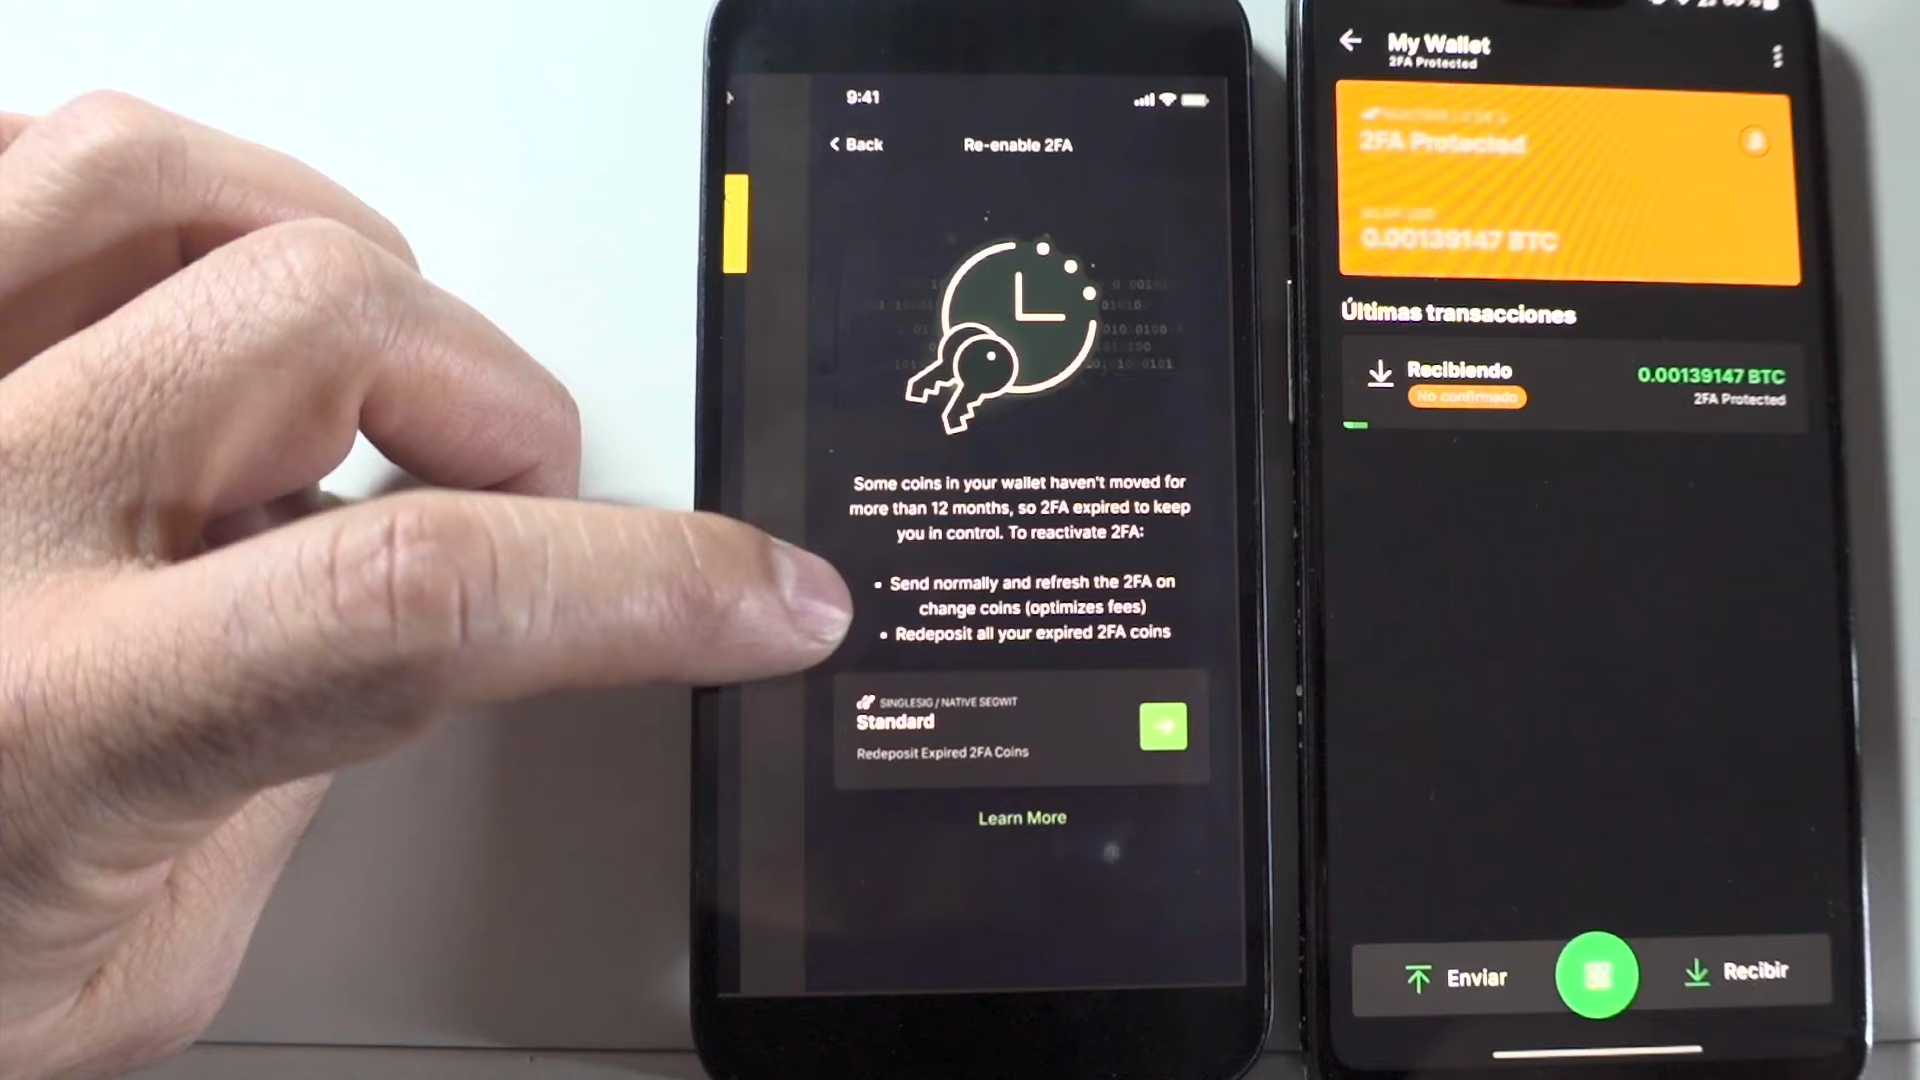 9:41
Back
Re-enable 2FA
Some coins in your wallet haven't moved for
more than 12 months, so 2FA expired to keep
you in control. To reactivate 2FA:
• Send normally and refresh the 2FA on
change coins (optimizes fees)
• Redeposit all your expired 2FA coins
SINGLESIG / NATIVE SEGWIT
Standard
Redeposit Expired 2FA Coins
Learn More
My Wallet
2FA Protected
2FA Protected
0.00139147 BTC
Últimas transacciones
Recibiendo
0.00139147 BTC
No confirmado
2FA Protected
Enviar
Recibir